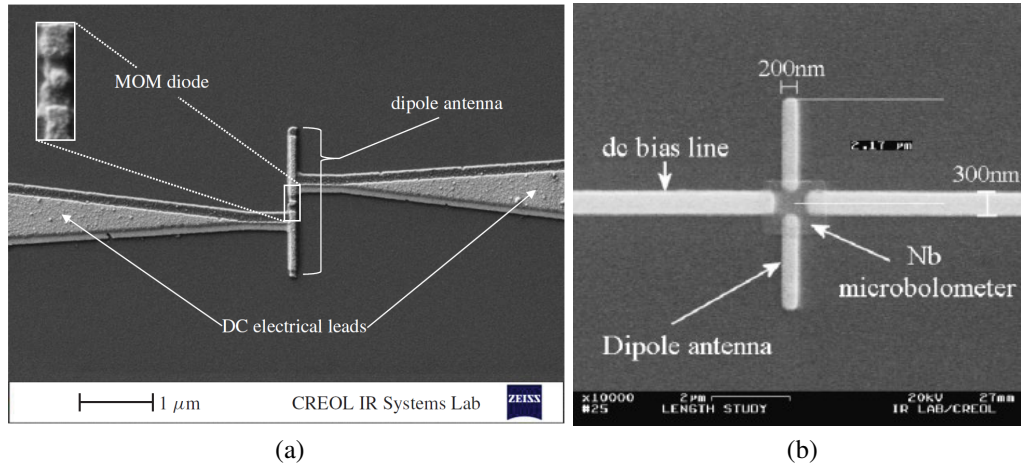 MOM diode
dipole antenna
DC electrical leads
1 μm
CREOL IR Systems Lab
ZEISS
(a)
200nm
dc bias line
2.17 μm
300nm
Nb
microbolometer
Dipole antenna
x10000 2μm 20kV 27mm
#25 LENGTH STUDY IR LAB/CREOL
(b)